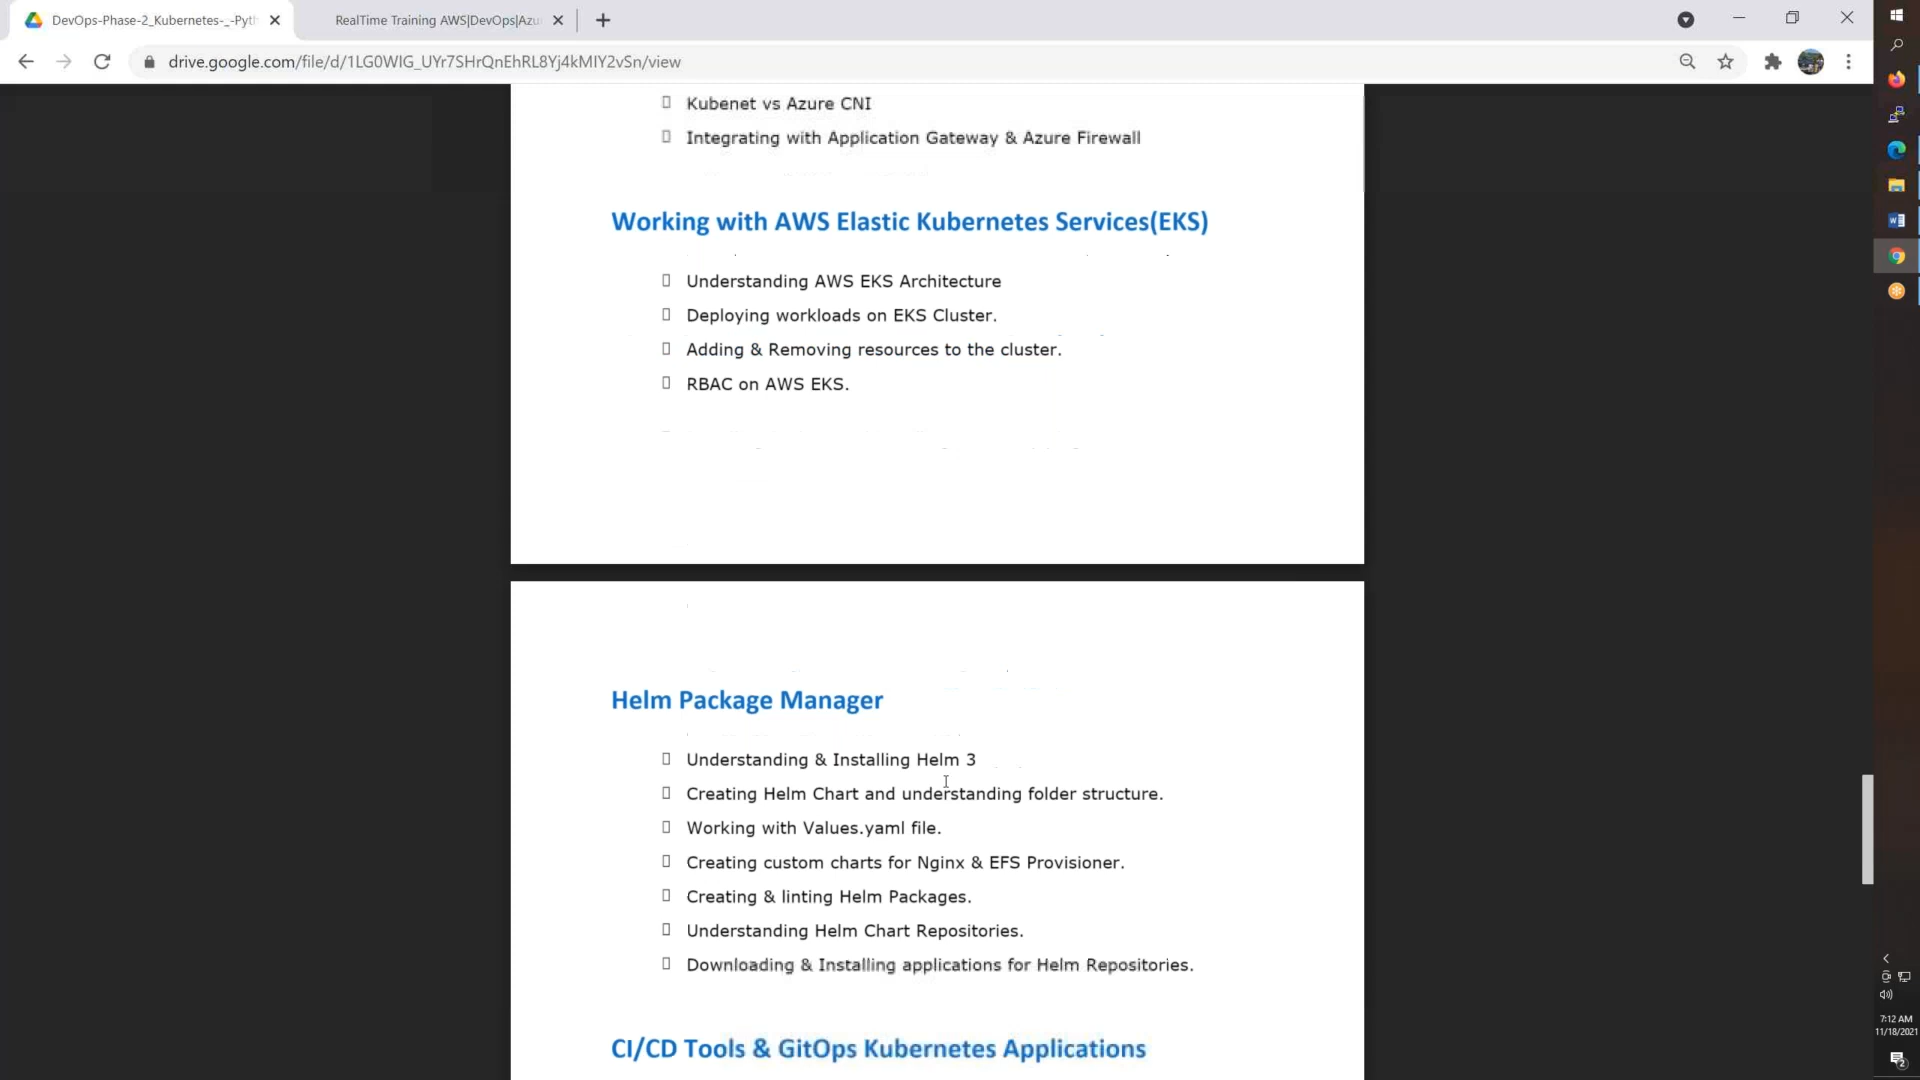 DevOps-Phase-2_Kubernetes-_-Pyth
RealTime Training AWS|DevOps|Azu
drive.google.com/file/d/1LG0WIG_UYr7SHrQnEhRL8Yj4kMIY2vSn/view
Kubenet vs Azure CNI
Integrating with Application Gateway & Azure Firewall
Working with AWS Elastic Kubernetes Services(EKS)
Understanding AWS EKS Architecture
Deploying workloads on EKS Cluster.
Adding & Removing resources to the cluster.
RBAC on AWS EKS.
Helm Package Manager
Understanding & Installing Helm 3
Creating Helm Chart and understanding folder structure.
Working with Values.yaml file.
Creating custom charts for Nginx & EFS Provisioner.
Creating & linting Helm Packages.
Understanding Helm Chart Repositories.
Downloading & Installing applications for Helm Repositories.
CI/CD Tools & GitOps Kubernetes Applications
7:12 AM
11/18/2021
2